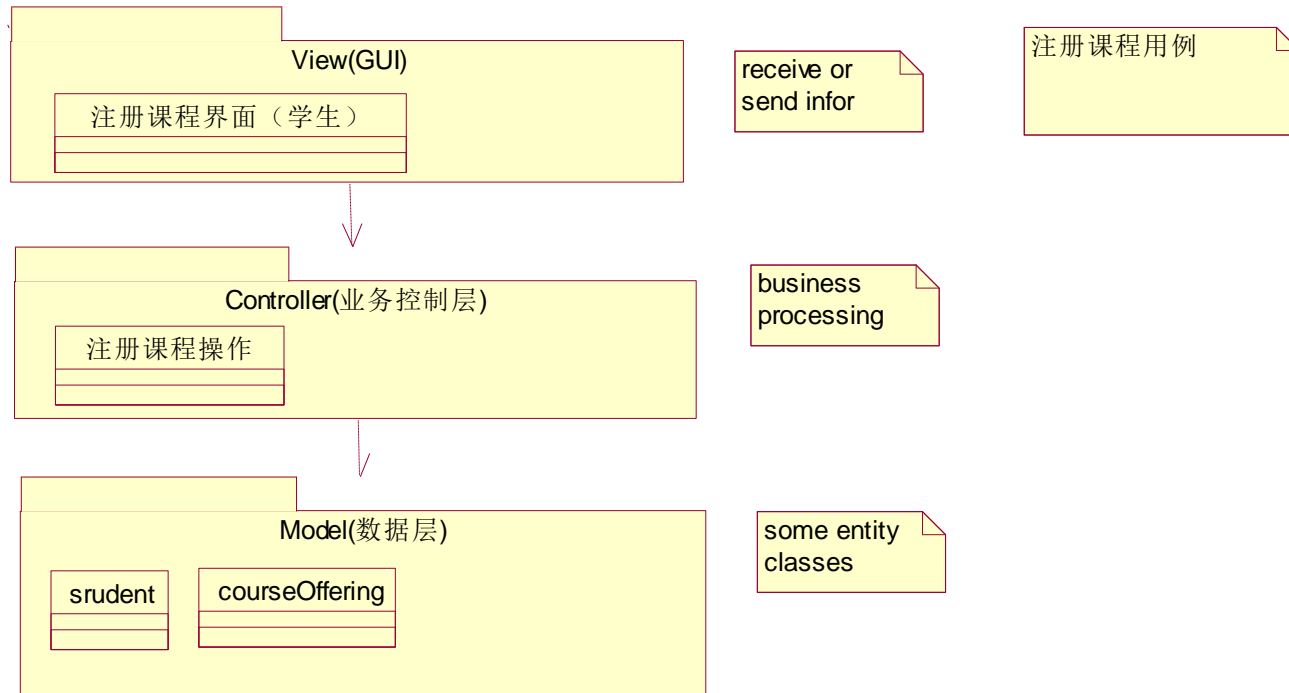 View(GUI)
注册课程界面（学生）
receive or
send infor
注册课程用例
Controller(业务控制层)
注册课程操作
business
processing
Model(数据层)
srudent
courseOffering
some entity
classes